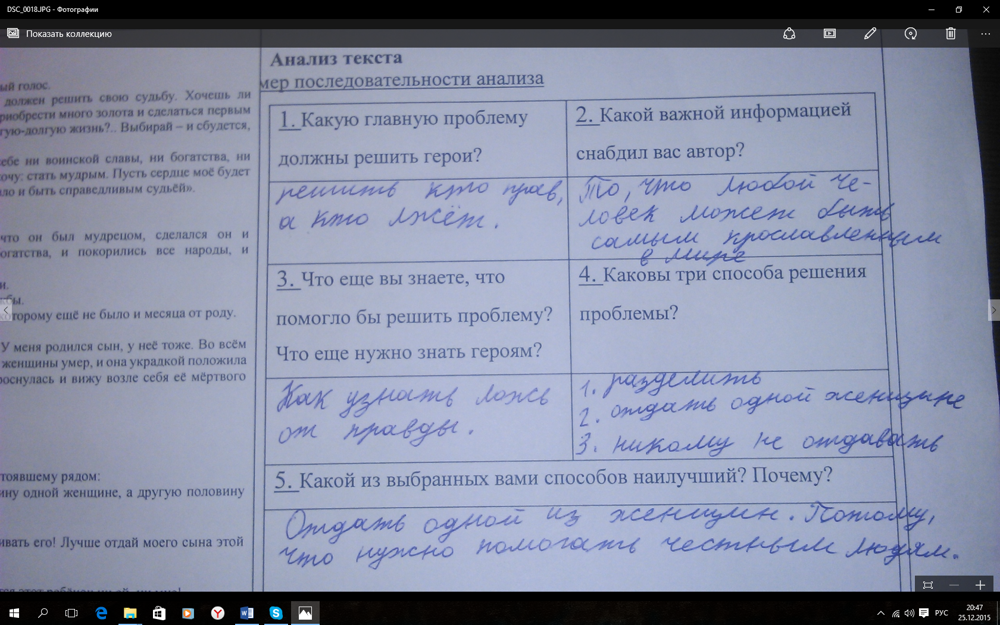 DSC_0018.JPG - Фотографии
Показать коллекцию
ый голос.
должен решить свою судьбу. Хочешь ли
риобрести много золота и сделаться первым
гую-долгую жизнь?.. Выбирай – и сбудется,
ебе ни воинской славы, ни богатства, ни
хочу: стать мудрым. Пусть сердце моё будет
ло и быть справедливым судьёй».
что он был мудрецом, сделался он и
богатства, и покорились все народы, и
и.
жбы.
которому ещё не было и месяца от роду.
У меня родился сын, у неё тоже. Во всём
женщины умер, и она украдкой положила
роснулась и вижу возле себя её мёртвого
тоявшему рядом:
ину одной женщине, а другую половину
ивать его! Лучше отдай моего сына этой
Анализ текста
мер последовательности анализа
1. Какую главную проблему
должны решить герои?
решить кто прав,
а кто лжёт.
2. Какой важной информацией
снабдил вас автор?
То, что любой че-
ловек может быть
самым прославленным
в мире
3. Что еще вы знаете, что
помогло бы решить проблему?
Что еще нужно знать героям?
Как узнать ложь
от правды.
4. Каковы три способа решения
проблемы?
1. разделить
2. отдать одной женщине
3. никому не отдавать
5. Какой из выбранных вами способов наилучший? Почему?
Отдать одной из женщин. Потому,
что нужно помогать честным людям.
РУС
20:47
25.12.2015